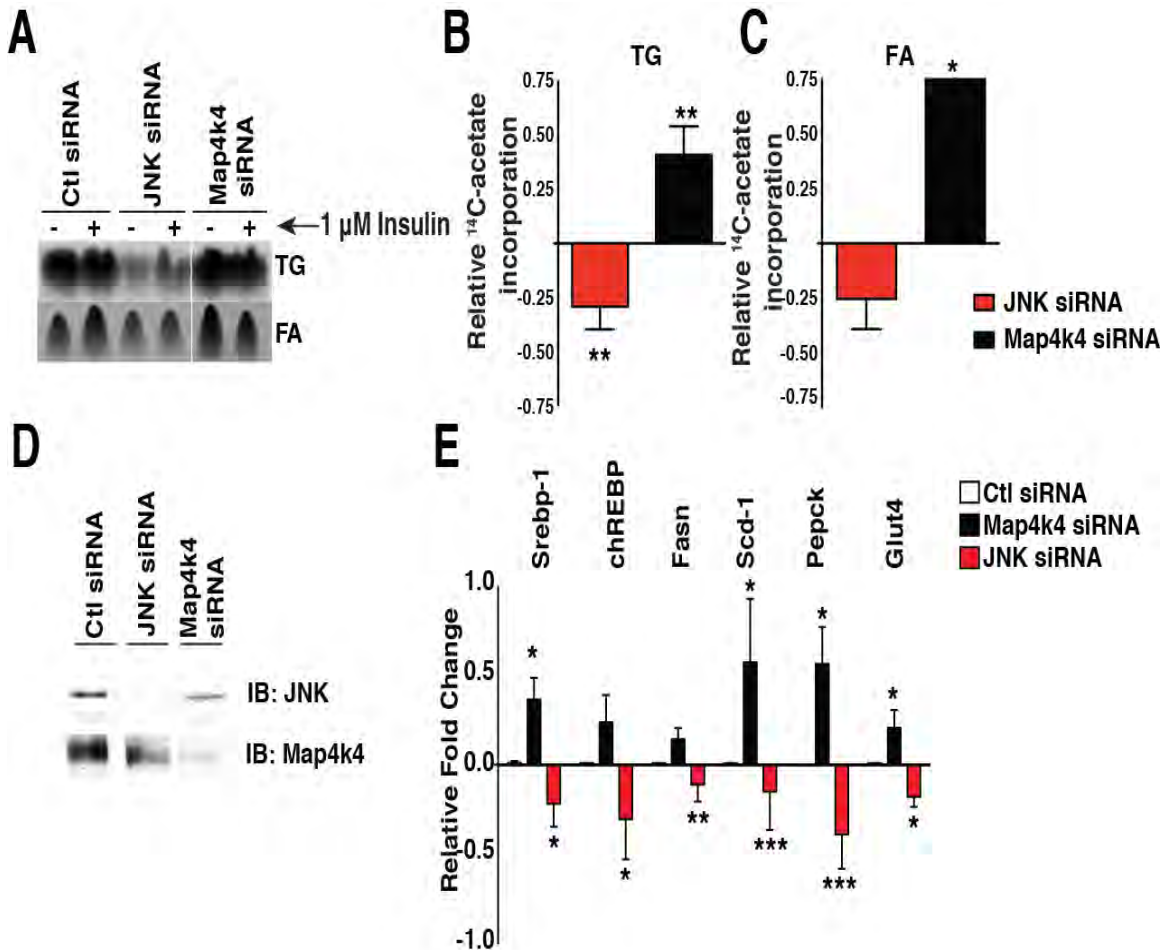 A
Ctl siRNA
JNK siRNA
Map4k4
siRNA
- + - + - +
←1 µM Insulin
TG
FA
B
TG
Relative ¹⁴C-acetate
incorporation
0.75
0.50
0.25
-0.25
-0.50
-0.75
**
**
C
FA
Relative ¹⁴C-acetate
incorporation
0.75
0.50
0.25
0.25
-0.50
-0.75
*
JNK siRNA
Map4k4 siRNA
D
Ctl siRNA
JNK siRNA
Map4k4
siRNA
IB: JNK
IB: Map4k4
E
Srebp-1
chREBP
Fasn
Scd-1
Pepck
Glut4
Ctl siRNA
Map4k4 siRNA
JNK siRNA
Relative Fold Change
1.0
0.5
0.0
-0.5
-1.0
* * * *
* * ** *** *** *